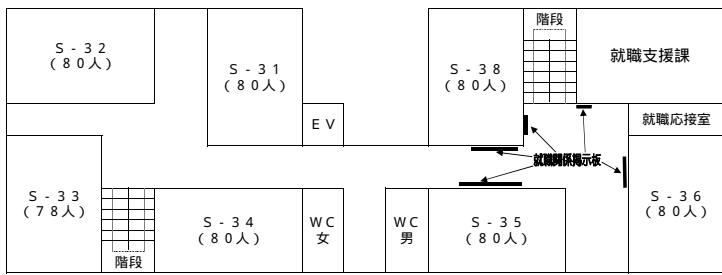 S-32
(80人)
S-31
(80人)
S-38
(80人)
階段
就職支援課
EV
就職応接室
就職関係掲示板
S-33
(78人)
S-34
(80人)
WC
女
WC
男
S-35
(80人)
S-36
(80人)
階段